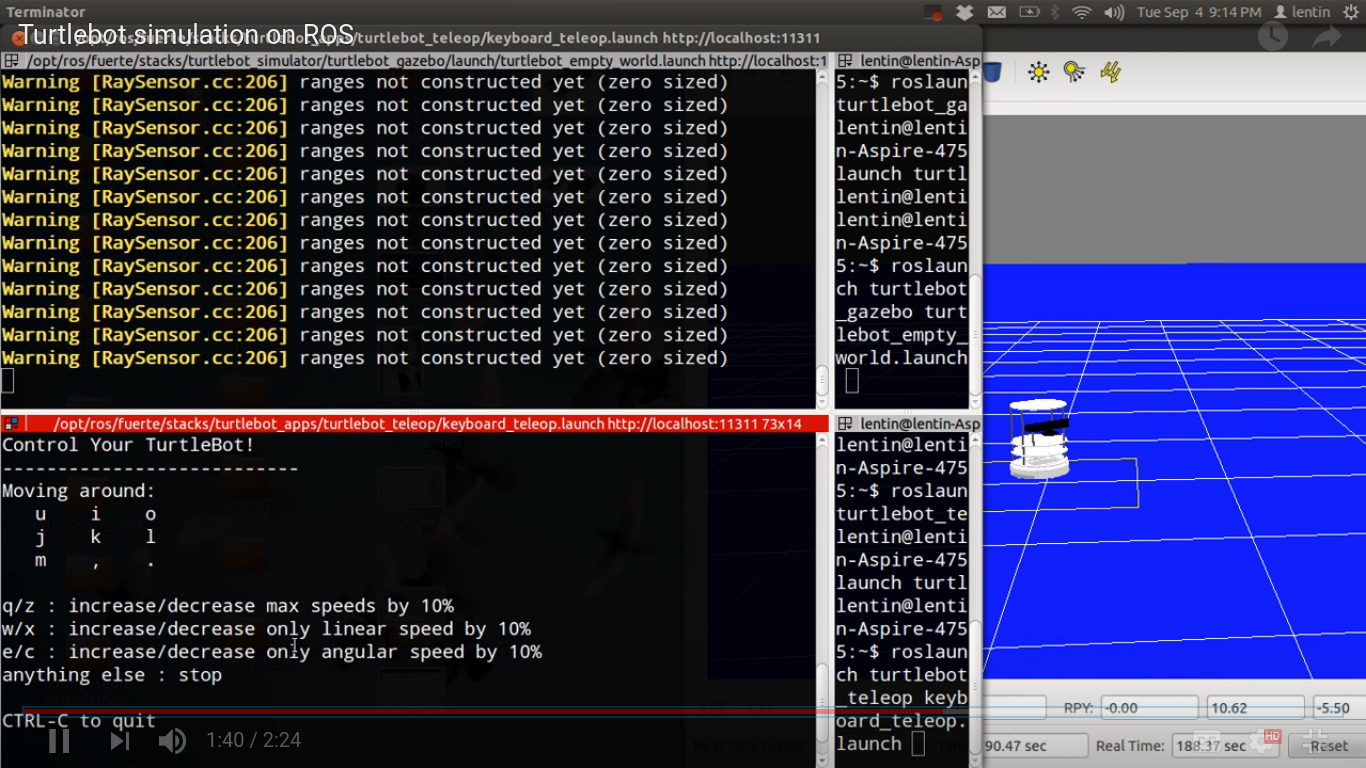 Terminator
Tue Sep 4 9:14 PM lentin
Turtlebot simulation on ROS
turtlebot_teleop/keyboard_teleop.launch http://localhost:11311
/opt/ros/fuerte/stacks/turtlebot_simulator/turtlebot_gazebo/launch/turtlebot_empty_world.launch http://localhost:1
Warning [RaySensor.cc:206] ranges not constructed yet (zero sized)
Warning [RaySensor.cc:206] ranges not constructed yet (zero sized)
Warning [RaySensor.cc:206] ranges not constructed yet (zero sized)
Warning [RaySensor.cc:206] ranges not constructed yet (zero sized)
Warning [RaySensor.cc:206] ranges not constructed yet (zero sized)
Warning [RaySensor.cc:206] ranges not constructed yet (zero sized)
Warning [RaySensor.cc:206] ranges not constructed yet (zero sized)
Warning [RaySensor.cc:206] ranges not constructed yet (zero sized)
Warning [RaySensor.cc:206] ranges not constructed yet (zero sized)
Warning [RaySensor.cc:206] ranges not constructed yet (zero sized)
Warning [RaySensor.cc:206] ranges not constructed yet (zero sized)
Warning [RaySensor.cc:206] ranges not constructed yet (zero sized)
Warning [RaySensor.cc:206] ranges not constructed yet (zero sized)
lentin@lentin-Asp
5:~$ roslaun
turtlebot_ga
lentin@lenti
n-Aspire-475
launch turtl
lentin@lenti
lentin@lenti
n-Aspire-475
5:~$ roslaun
ch turtlebot
_gazebo turt
lebot_empty_
world.launch
/opt/ros/fuerte/stacks/turtlebot_apps/turtlebot_teleop/keyboard_teleop.launch http://localhost:11311 73x14
Control Your TurtleBot!
---------------------------
Moving around:
u i o
j k l
m , .
q/z : increase/decrease max speeds by 10%
w/x : increase/decrease only linear speed by 10%
e/c : increase/decrease only angular speed by 10%
anything else : stop
CTRL-C to quit
lentin@lentin-Asp
lentin@lenti
n-Aspire-475
5:~$ roslaun
turtlebot_te
lentin@lenti
n-Aspire-475
launch turtl
lentin@lenti
n-Aspire-475
5:~$ roslaun
ch turtlebot
_teleop keyb
oard_teleop.
launch
RPY: -0.00 10.62 -5.50
90.47 sec Real Time: 188.37 sec Reset
1:40 / 2:24
HD